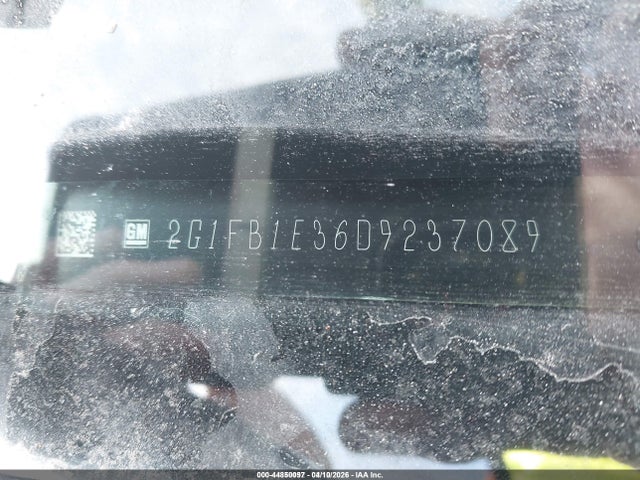 GM 2G1FB1E36D9237089
000-44850097 - 04/10/2026 - IAA Inc.